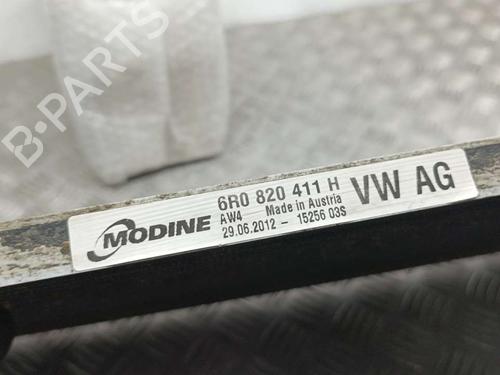 B-PARTS
MODINE
6R0 820 411 H
AW4 Made in Austria
29.06.2012 - 15256 03S
VW AG